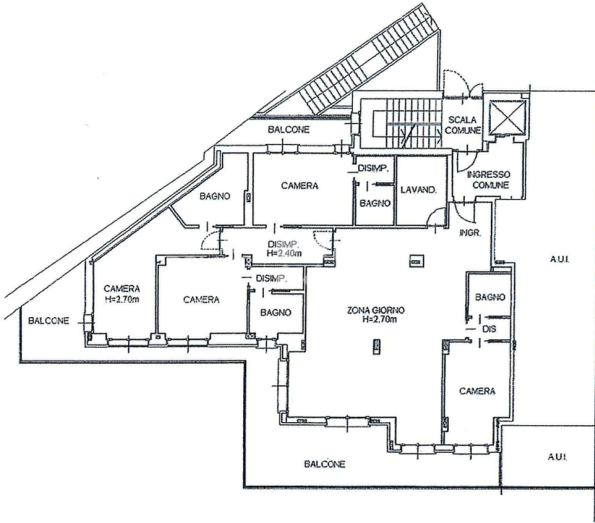 SCALA
COMUNE
BALCONE
DISIMP.
CAMERA
LAVAND.
INGRESSO
COMUNE
BAGNO
BAGNO
INGR.
DISIMP.
H=2.40m
A.U.I.
DISIMP.
CAMERA
H=2.70m
CAMERA
BAGNO
BAGNO
ZONA GIORNO
H=2,70m
BALCONE
DIS
CAMERA
BALCONE
A.U.I.